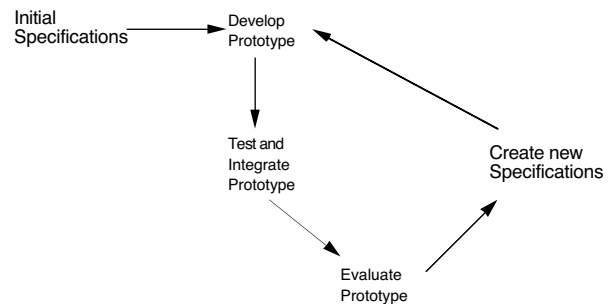 Initial
Specifications
Develop
Prototype
Test and
Integrate
Prototype
Create new
Specifications
Evaluate
Prototype